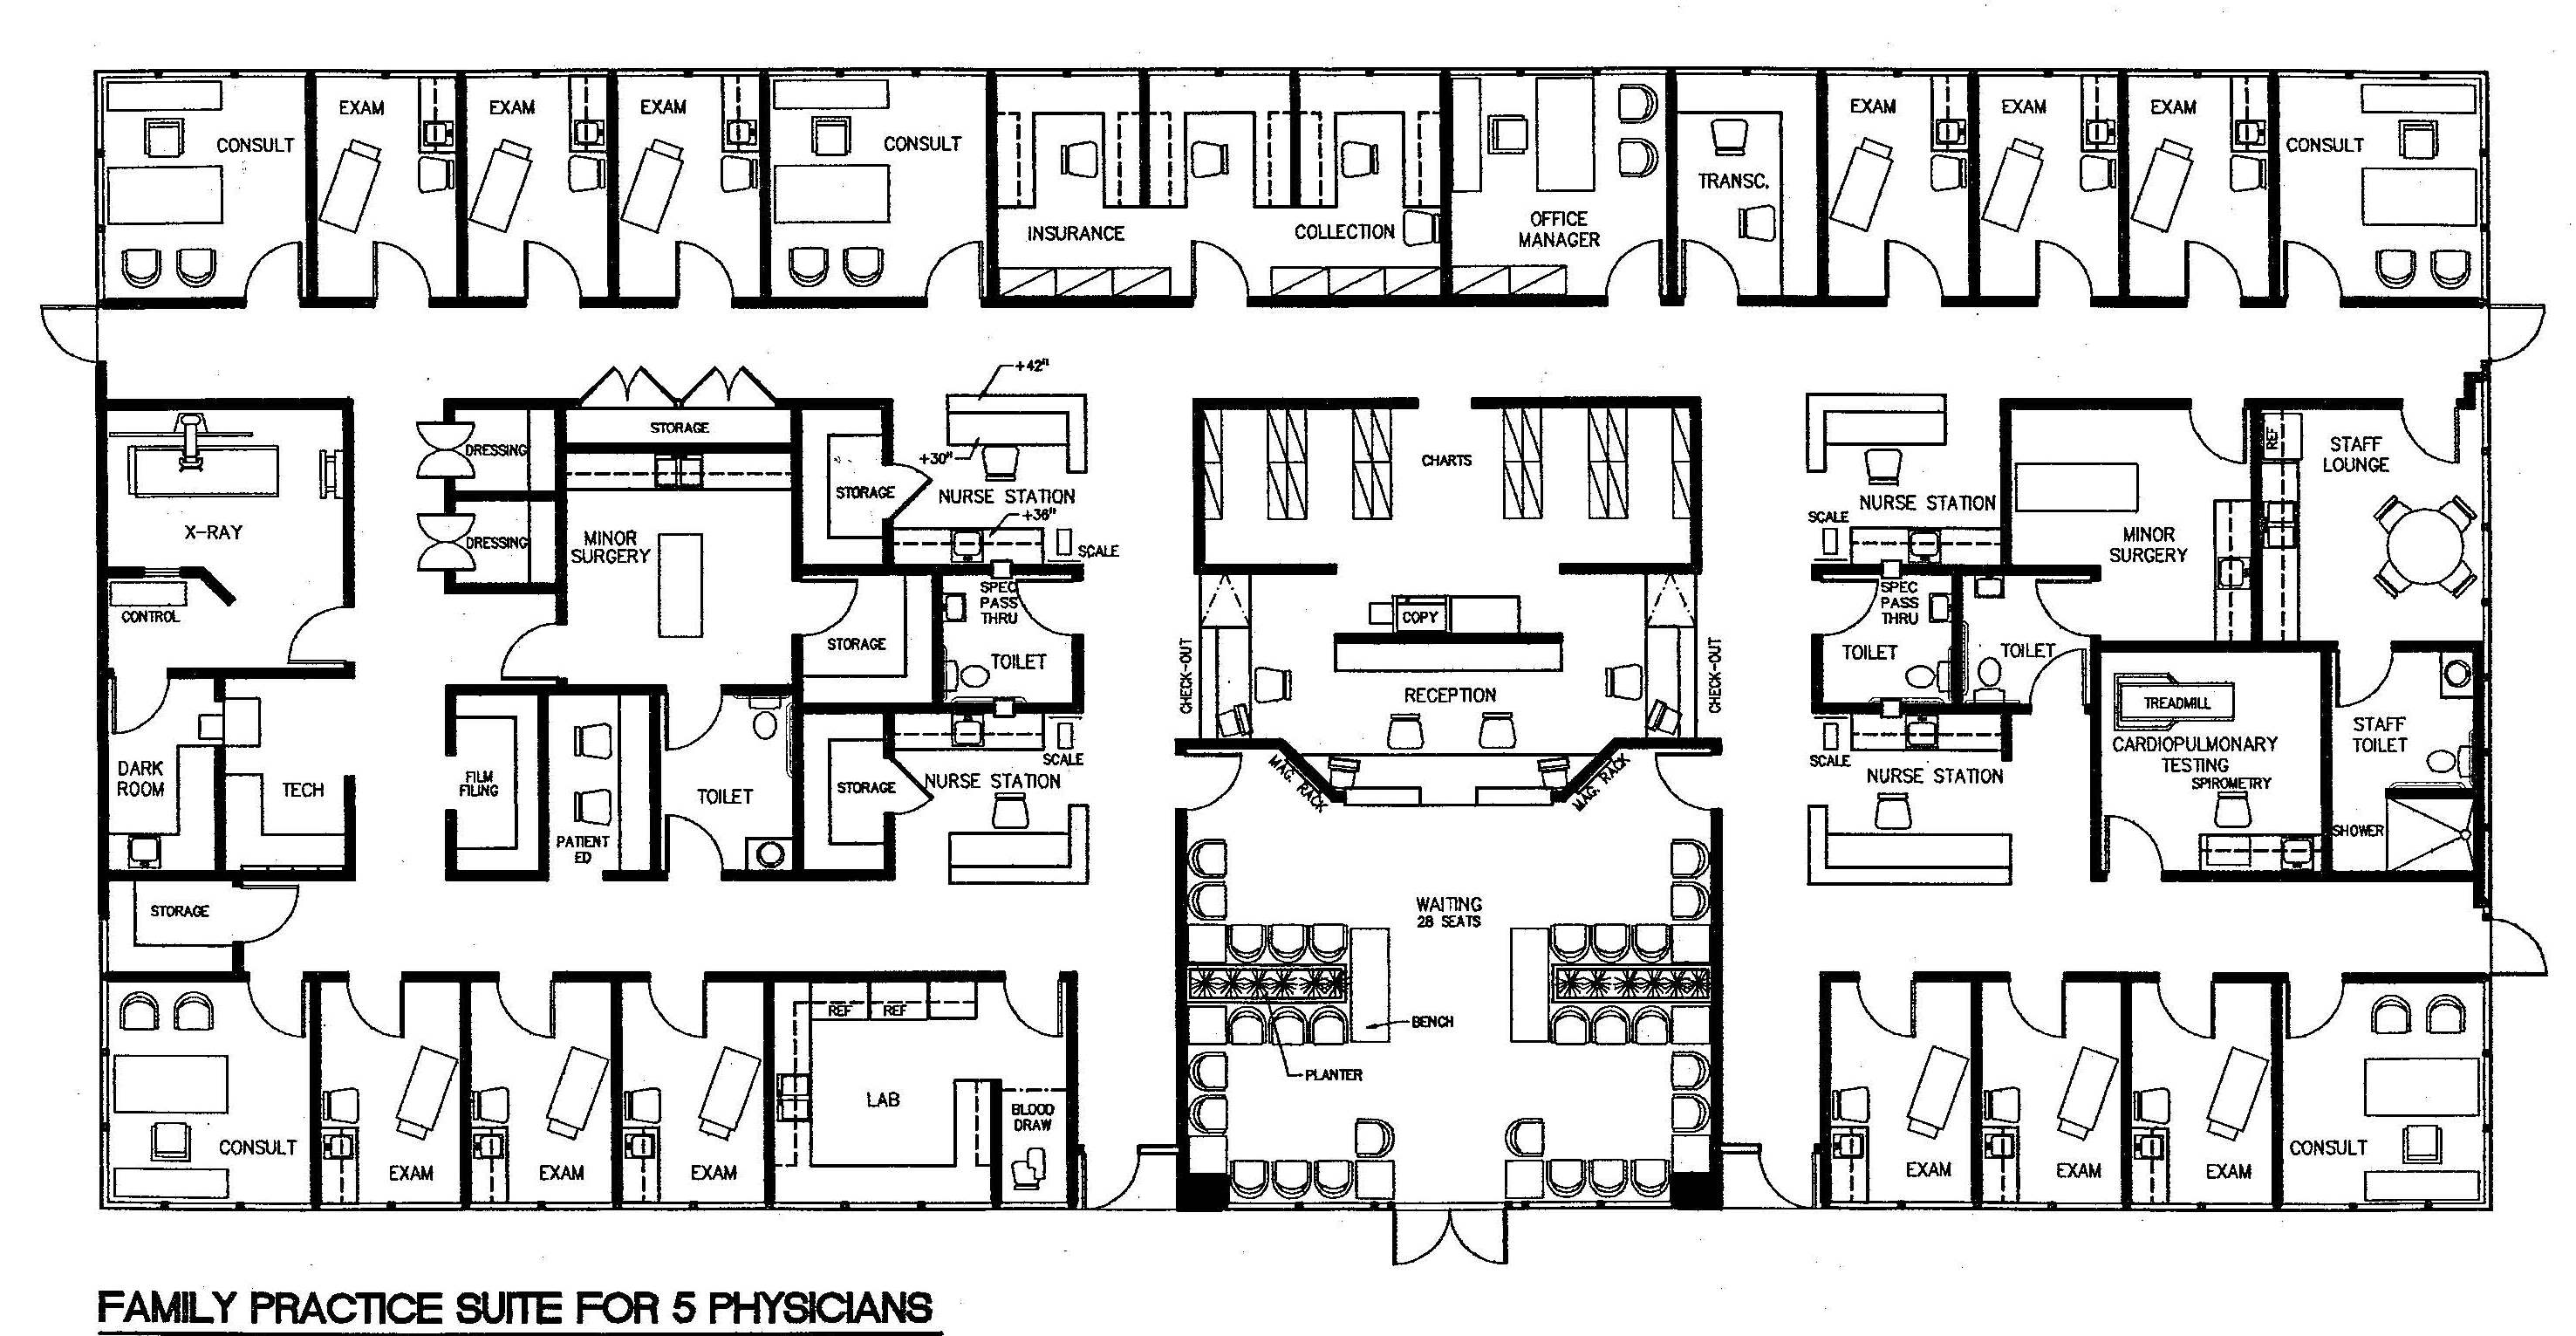 CONSULT
EXAM
EXAM
EXAM
CONSULT
INSURANCE
COLLECTION
OFFICE
MANAGER
TRANSC.
EXAM
EXAM
EXAM
CONSULT
+42"
X-RAY
CONTROL
DRESSING
DRESSING
STORAGE
MINOR
SURGERY
STORAGE
+30"
NURSE STATION
+36"
SCALE
STORAGE
SPEC
PASS
THRU
TOILET
CHARTS
COPY
CHECK-OUT
RECEPTION
CHECK-OUT
MAG. RACK
MAG. RACK
NURSE STATION
SCALE
SPEC
PASS
THRU
TOILET
TOILET
MINOR
SURGERY
REF
STAFF
LOUNGE
TREADMILL
CARDIOPULMONARY
TESTING
SPIROMETRY
STAFF
TOILET
SHOWER
DARK
ROOM
TECH
FILM
FILING
PATIENT
ED
TOILET
STORAGE
NURSE STATION
SCALE
SCALE
NURSE STATION
STORAGE
WAITING
28 SEATS
BENCH
PLANTER
CONSULT
EXAM
EXAM
EXAM
REF
REF
LAB
BLOOD
DRAW
EXAM
EXAM
EXAM
CONSULT
FAMILY PRACTICE SUITE FOR 5 PHYSICIANS